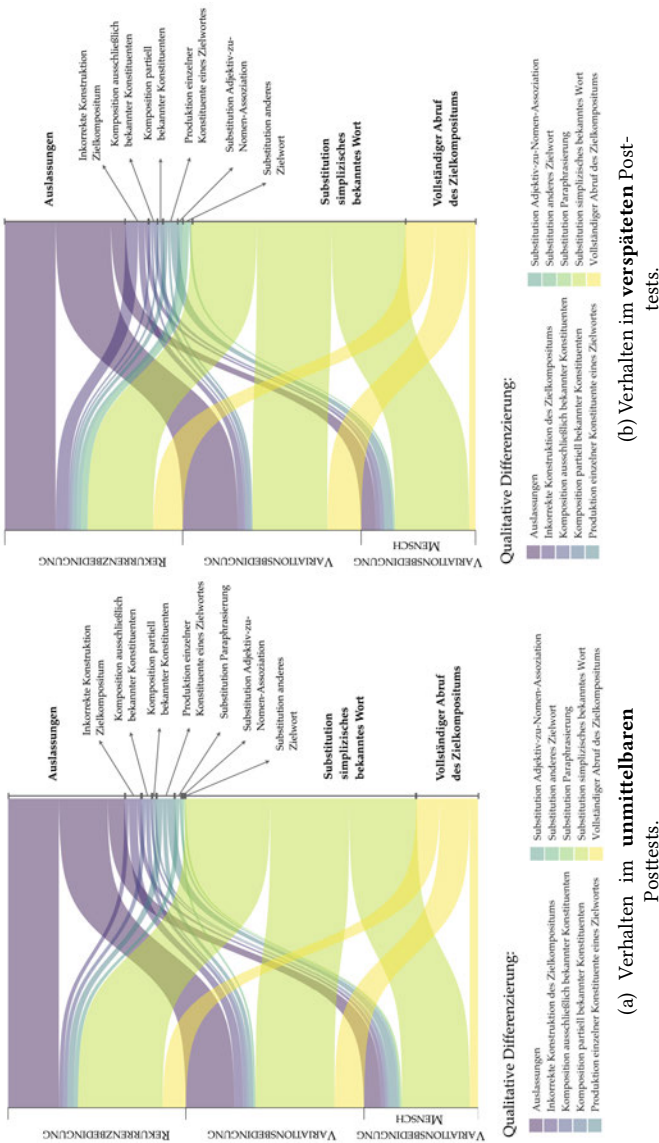 REKURRENZBEDINGUNG
VARIATIONSBEDINGUNG
VARIATIONSBEDINGUNG
MENSCH
Auslassungen
Inkorrekte Konstruktion
Zielkompositum
Komposition ausschließlich
bekannter Konstituenten
Komposition partiell
bekannter Konstituenten
Produktion einzelner
Konstituente eines Zielwortes
Substitution Paraphrasierung
Substitution Adjektiv-zu-
Nomen-Assoziation
Substitution anderes
Zielwort
Substitution
simplizisches
bekanntes Wort
Vollständiger Abruf
des Zielkompositums
Qualitative Differenzierung:
Auslassungen
Inkorrekte Konstruktion des Zielkompositums
Komposition ausschließlich bekannter Konstituenten
Komposition partiell bekannter Konstituenten
Produktion einzelner Konstituente eines Zielwortes
Substitution Adjektiv-zu-Nomen-Assoziation
Substitution anderes Zielwort
Substitution Paraphrasierung
Substitution simplizisches bekanntes Wort
Vollständiger Abruf des Zielkompositums
(a) Verhalten im unmittelbaren
Posttests.
REKURRENZBEDINGUNG
VARIATIONSBEDINGUNG
VARIATIONSBEDINGUNG
MENSCH
Auslassungen
Inkorrekte Konstruktion
Zielkompositum
Komposition ausschließlich
bekannter Konstituenten
Komposition partiell
bekannter Konstituenten
Produktion einzelner
Konstituente eines Zielwortes
Substitution Adjektiv-zu-
Nomen-Assoziation
Substitution anderes
Zielwort
Substitution
simplizisches
bekanntes Wort
Vollständiger Abruf
des Zielkompositums
Qualitative Differenzierung:
Auslassungen
Inkorrekte Konstruktion des Zielkompositums
Komposition ausschließlich bekannter Konstituenten
Komposition partiell bekannter Konstituenten
Produktion einzelner Konstituente eines Zielwortes
Substitution Adjektiv-zu-Nomen-Assoziation
Substitution anderes Zielwort
Substitution Paraphrasierung
Substitution simplizisches bekanntes Wort
Vollständiger Abruf des Zielkompositums
(b) Verhalten im verspäteten Post-
tests.